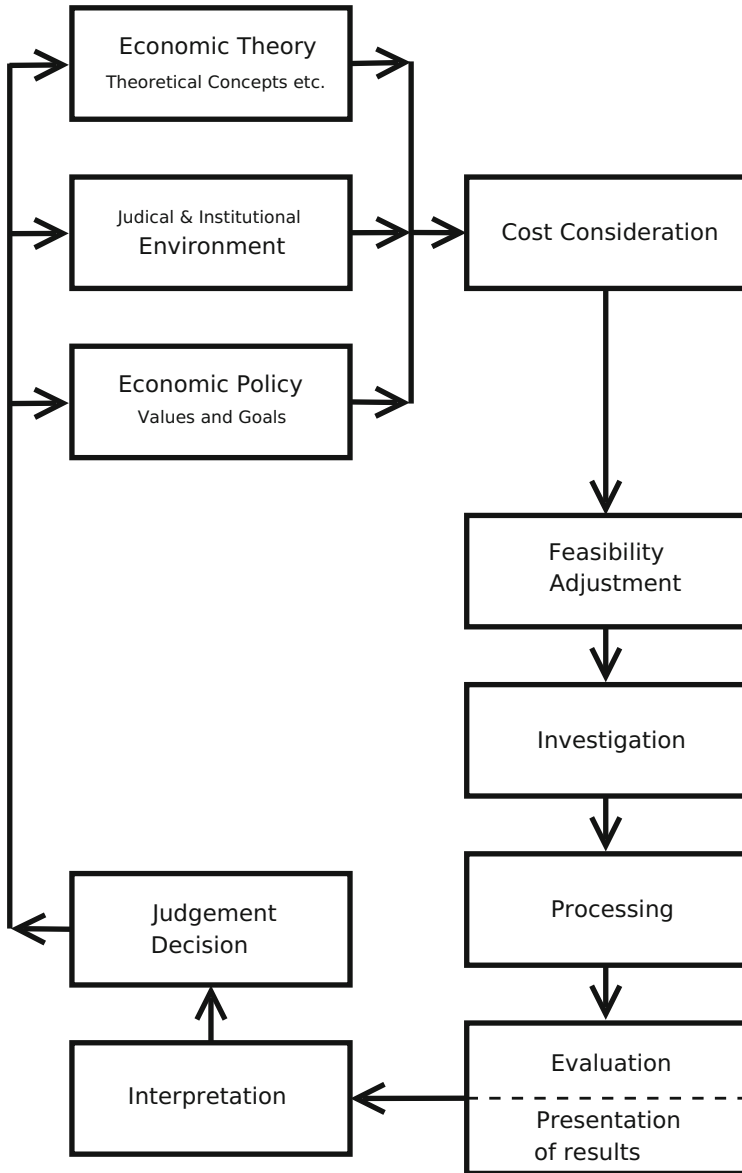 Economic Theory
Theoretical Concepts etc.
Judical & Institutional
Environment
Cost Consideration
Economic Policy
Values and Goals
Feasibility
Adjustment
Investigation
Processing
Judgement
Decision
Evaluation
Interpretation
Presentation
of results